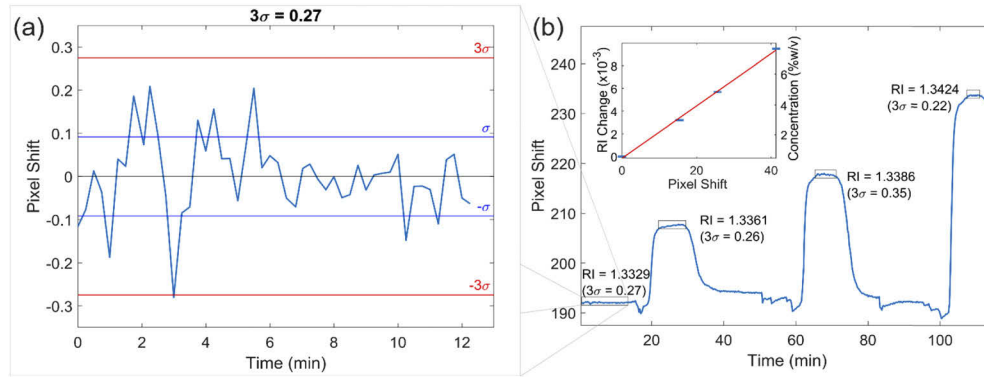 (a)
3σ = 0.27
0.3
0.2
0.1
0
-0.1
-0.2
-0.3
Pixel Shift
3σ
σ
-σ
-3σ
0
2
4
6
8
10
12
Time (min)
(b)
240
230
220
210
200
190
Pixel Shift
RI = 1.3329
(3σ = 0.27)
RI = 1.3361
(3σ = 0.26)
RI = 1.3386
(3σ = 0.35)
RI = 1.3424
(3σ = 0.22)
20
40
60
80
100
Time (min)
RI Change (x10-3)
8
6
4
2
0
Concentration (%w/v)
6
4
2
0
20
40
Pixel Shift